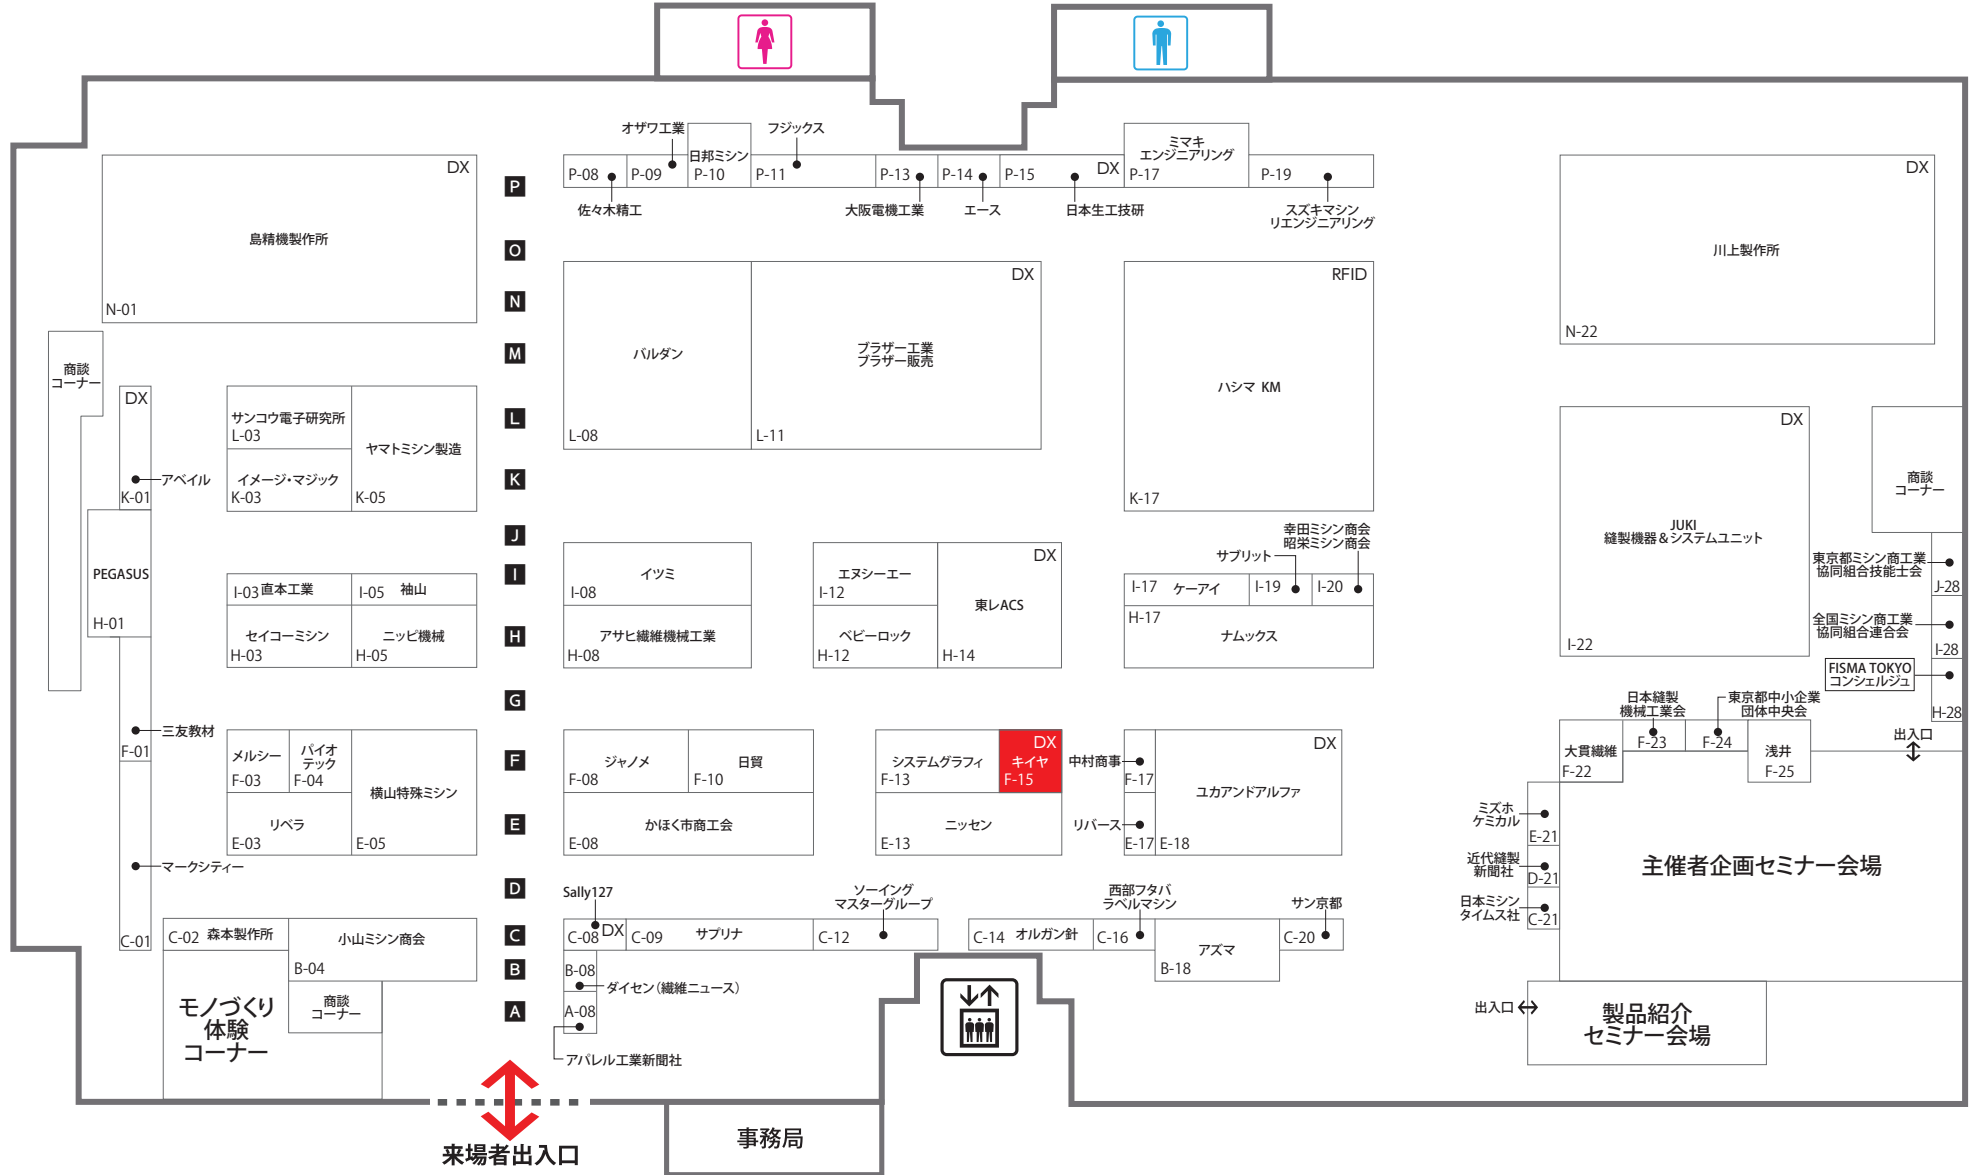 オザワ工業
フジックス
DX
P-08
P-09
日邦ミシン
P-10
P-11
P-13
P-14
P-15
DX
ミマキ
エンジニアリング
P-17
P-19
DX
P
佐々木精工
大阪電機工業
エース
日本生工技研
スズキマシン
リエンジニアリング
島精機製作所
N-01
O
N
M
L
K
J
I
H
G
F
E
D
C
B
A
バルダン
L-08
DX
ブラザー工業
ブラザー販売
L-11
RFID
ハシマ KM
K-17
川上製作所
N-22
商談
コーナー
DX
アベイル
K-01
サンコウ電子研究所
L-03
イメージ・マジック
K-03
ヤマトミシン製造
K-05
DX
JUKI
縫製機器&システムユニット
I-22
商談
コーナー
PEGASUS
H-01
I-03 直本工業
I-05 袖山
セイコーミシン
H-03
ニッピ機械
H-05
イツミ
I-08
アサヒ繊維機械工業
H-08
エヌシーエー
I-12
ベビーロック
H-12
DX
東レACS
H-14
幸田ミシン商会
昭栄ミシン商会
サブリット
I-17 ケーアイ
I-19
I-20
H-17
ナムックス
東京都ミシン商工業
協同組合技能士会
J-28
全国ミシン商工業
協同組合連合会
I-28
FISMA TOKYO
コンシェルジュ
H-28
三友教材
F-01
メルシー
F-03
パイオ
テック
F-04
横山特殊ミシン
E-05
リベラ
E-03
ジャノメ
F-08
日貿
F-10
かほく市商工会
E-08
システムグラフィ
F-13
DX
キイヤ
F-15
ニッセン
E-13
中村商事
F-17
リバース
E-17
DX
ユカアンドアルファ
E-18
日本縫製
機械工業会
F-23
東京都中小企業
団体中央会
F-24
大貫繊維
F-22
浅井
F-25
出入口
ミズホ
ケミカル
E-21
近代縫製
新聞社
D-21
日本ミシン
タイムス社
C-21
主催者企画セミナー会場
マークシティー
C-01
C-02 森本製作所
小山ミシン商会
B-04
Sally127
C-08
DX
C-09
サプリナ
ソーイング
マスターグループ
C-12
C-14 オルガン針
西部フタバ
ラベルマシン
C-16
アズマ
B-18
サン京都
C-20
B-08
ダイセン(繊維ニュース)
A-08
アパレル工業新聞社
モノづくり
体験
コーナー
商談
コーナー
出入口
製品紹介
セミナー会場
来場者出入口
事務局